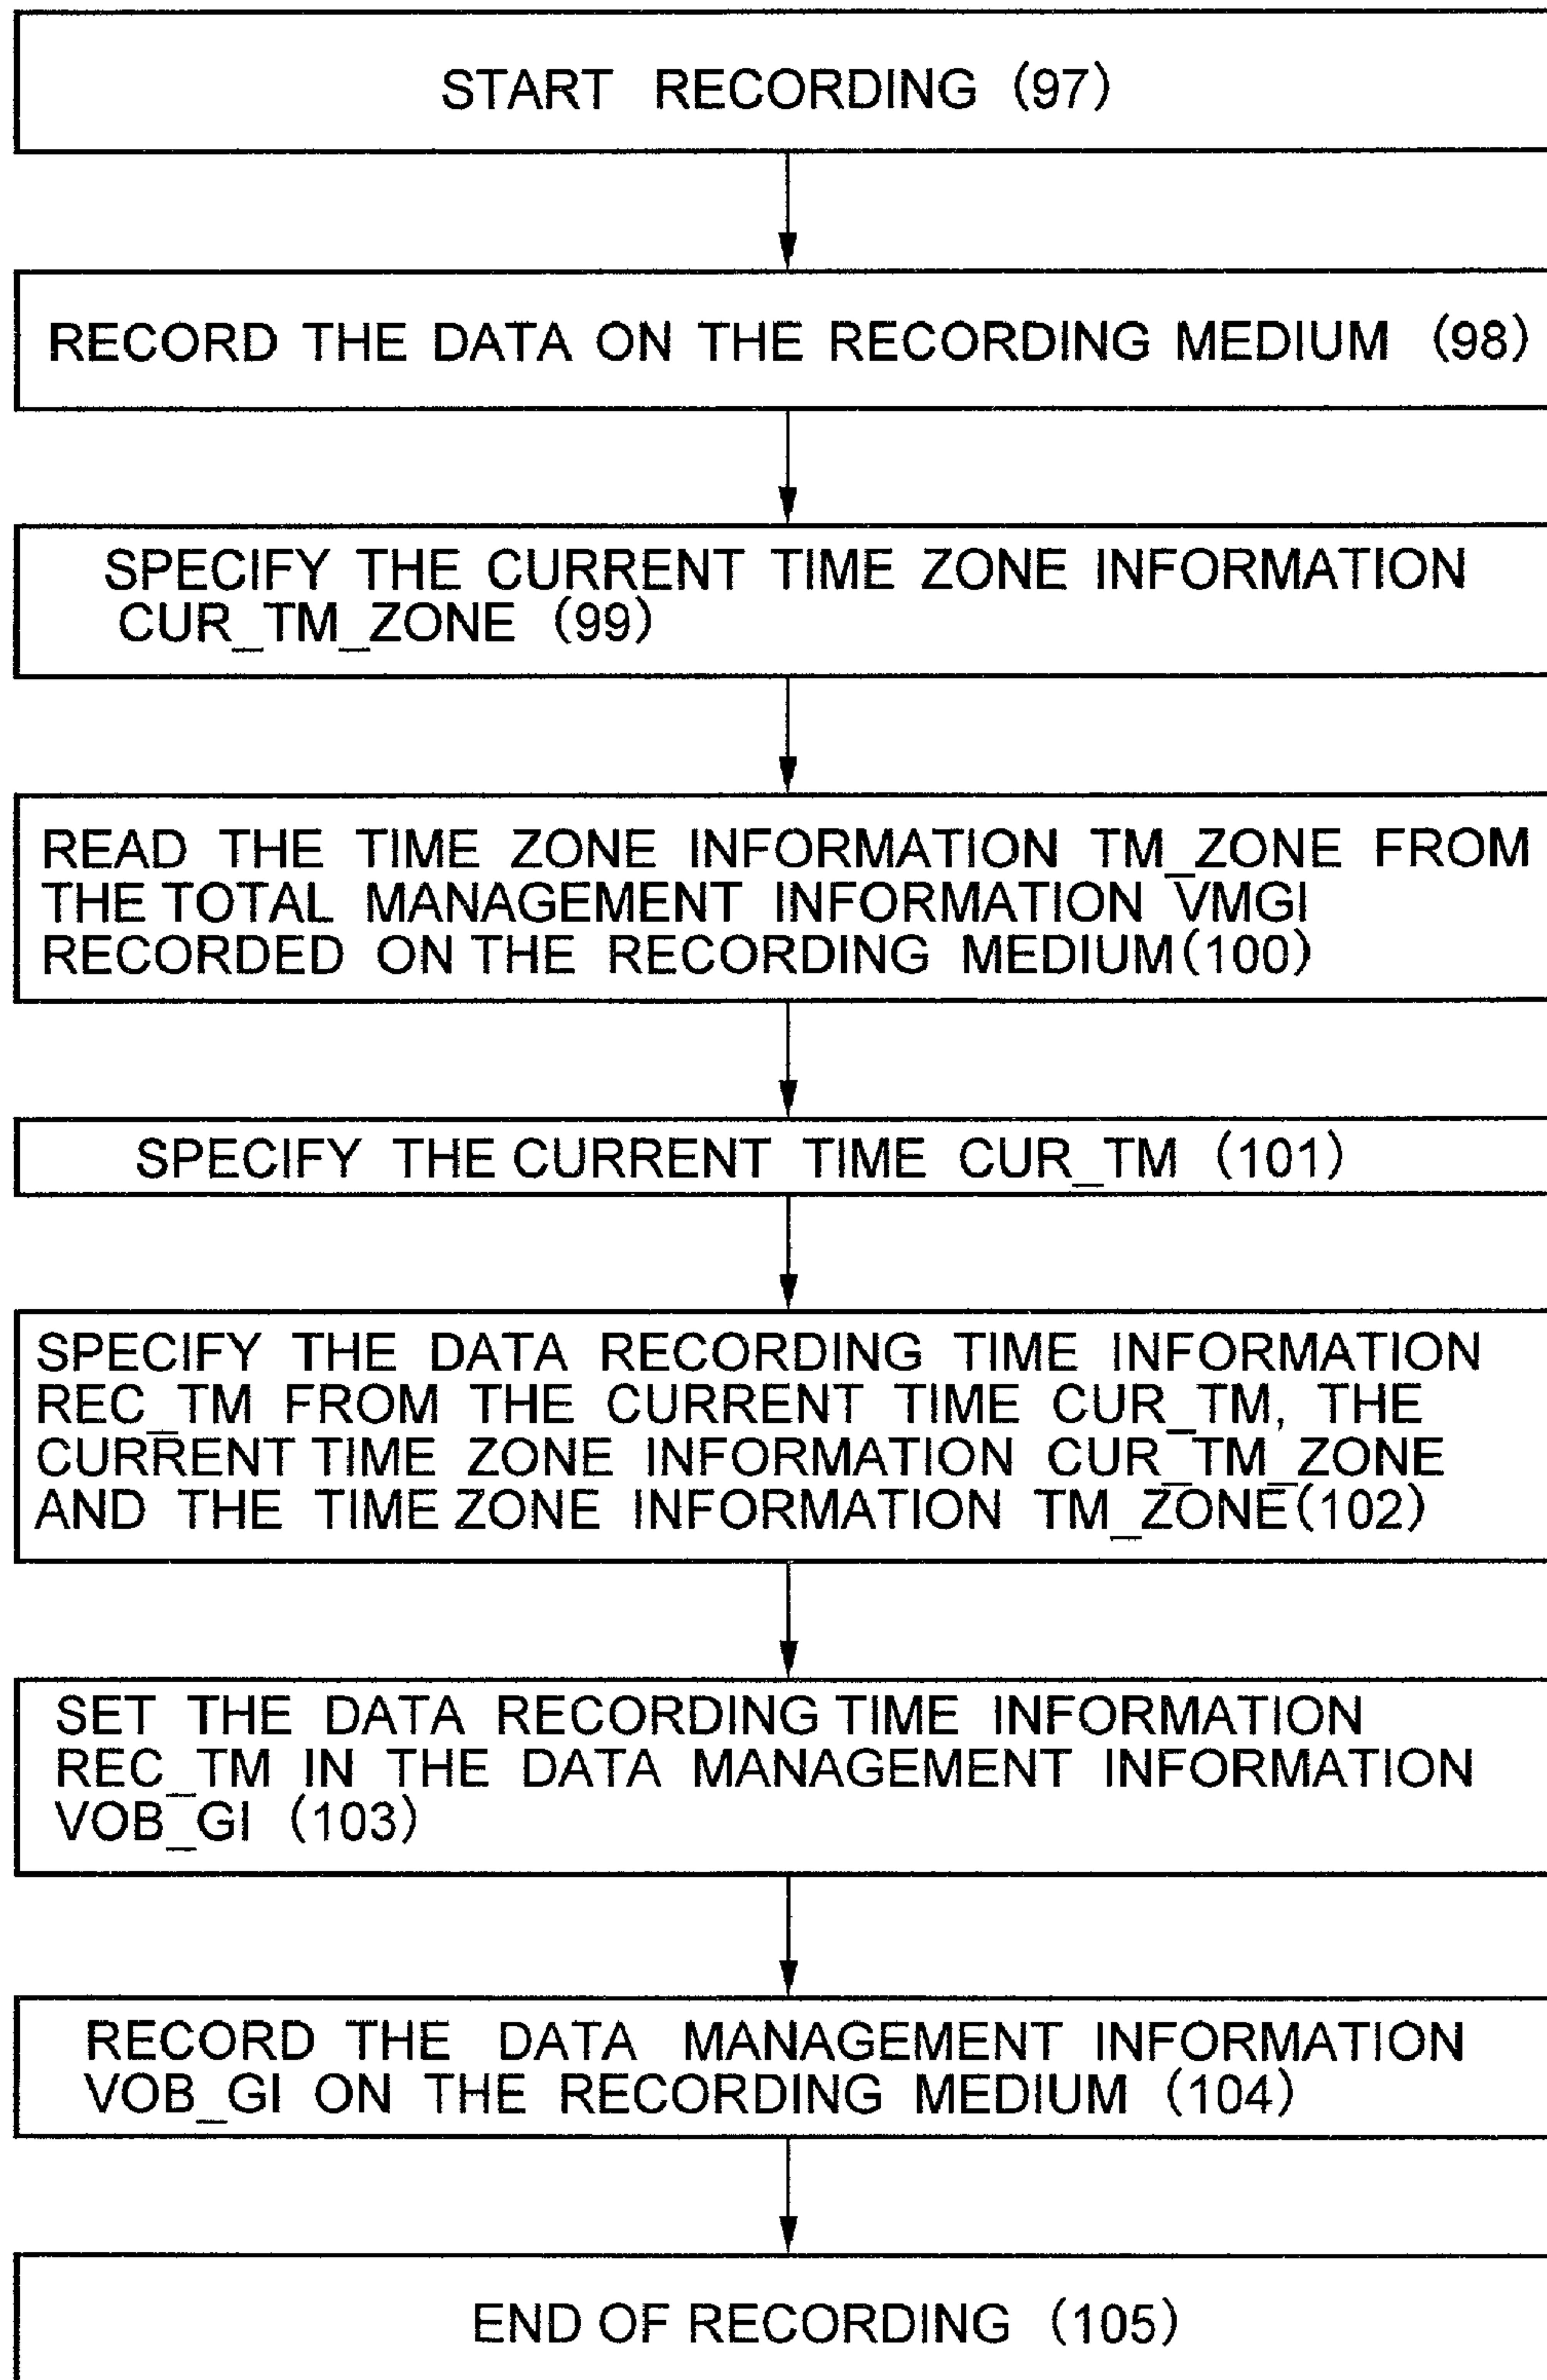 START RECORDING (97)
RECORD THE DATA ON THE RECORDING MEDIUM (98)
SPECIFY THE CURRENT TIME ZONE INFORMATION
CUR_TM_ZONE (99)
READ THE TIME ZONE INFORMATION TM_ZONE FROM
THE TOTAL MANAGEMENT INFORMATION VMGI
RECORDED ON THE RECORDING MEDIUM(100)
SPECIFY THE CURRENT TIME CUR_TM (101)
SPECIFY THE DATA RECORDING TIME INFORMATION
REC_TM FROM THE CURRENT TIME CUR_TM, THE
CURRENT TIME ZONE INFORMATION CUR_TM_ZONE
AND THE TIME ZONE INFORMATION TM_ZONE(102)
SET THE DATA RECORDING TIME INFORMATION
REC_TM IN THE DATA MANAGEMENT INFORMATION
VOB_GI (103)
RECORD THE DATA MANAGEMENT INFORMATION
VOB_GI ON THE RECORDING MEDIUM (104)
END OF RECORDING (105)